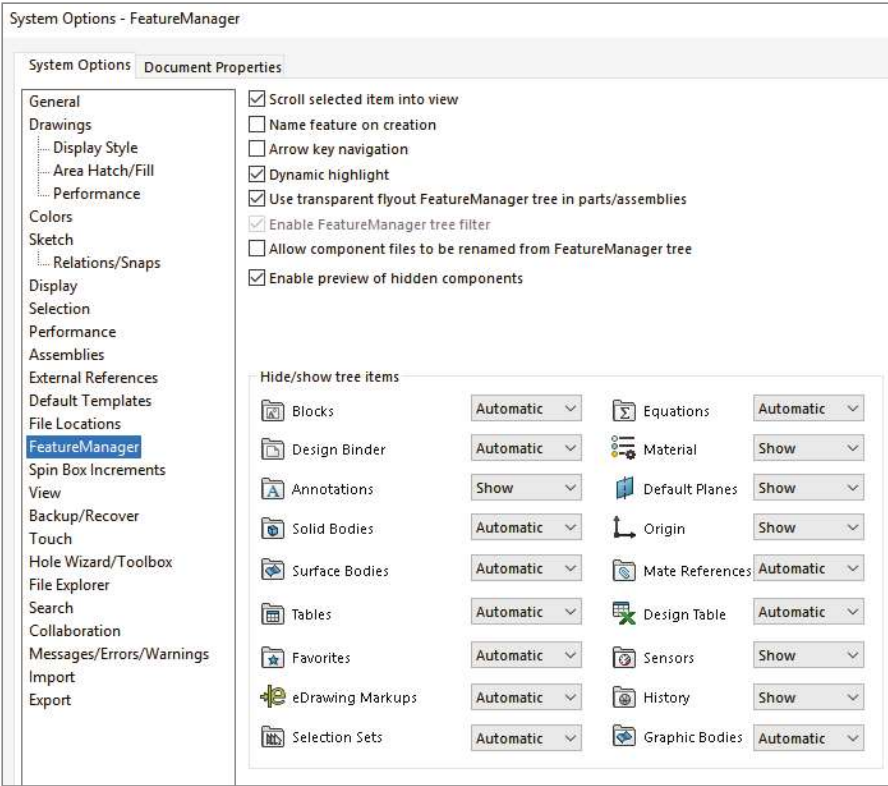 System Options - FeatureManager
System Options
Document Properties
General
Drawings
Display Style
Area Hatch/Fill
Performance
Colors
Sketch
Relations/Snaps
Display
Selection
Performance
Assemblies
External References
Default Templates
File Locations
FeatureManager
Spin Box Increments
View
Backup/Recover
Touch
Hole Wizard/Toolbox
File Explorer
Search
Collaboration
Messages/Errors/Warnings
Import
Export
Scroll selected item into view
Name feature on creation
Arrow key navigation
Dynamic highlight
Use transparent flyout FeatureManager tree in parts/assemblies
Enable FeatureManager tree filter
Allow component files to be renamed from FeatureManager tree
Enable preview of hidden components
Hide/show tree items
Blocks Automatic Equations Automatic
Design Binder Automatic Material Show
Annotations Show Default Planes Show
Solid Bodies Automatic Origin Show
Surface Bodies Automatic Mate References Automatic
Tables Automatic Design Table Automatic
Favorites Automatic Sensors Show
eDrawing Markups Automatic History Show
Selection Sets Automatic Graphic Bodies Automatic